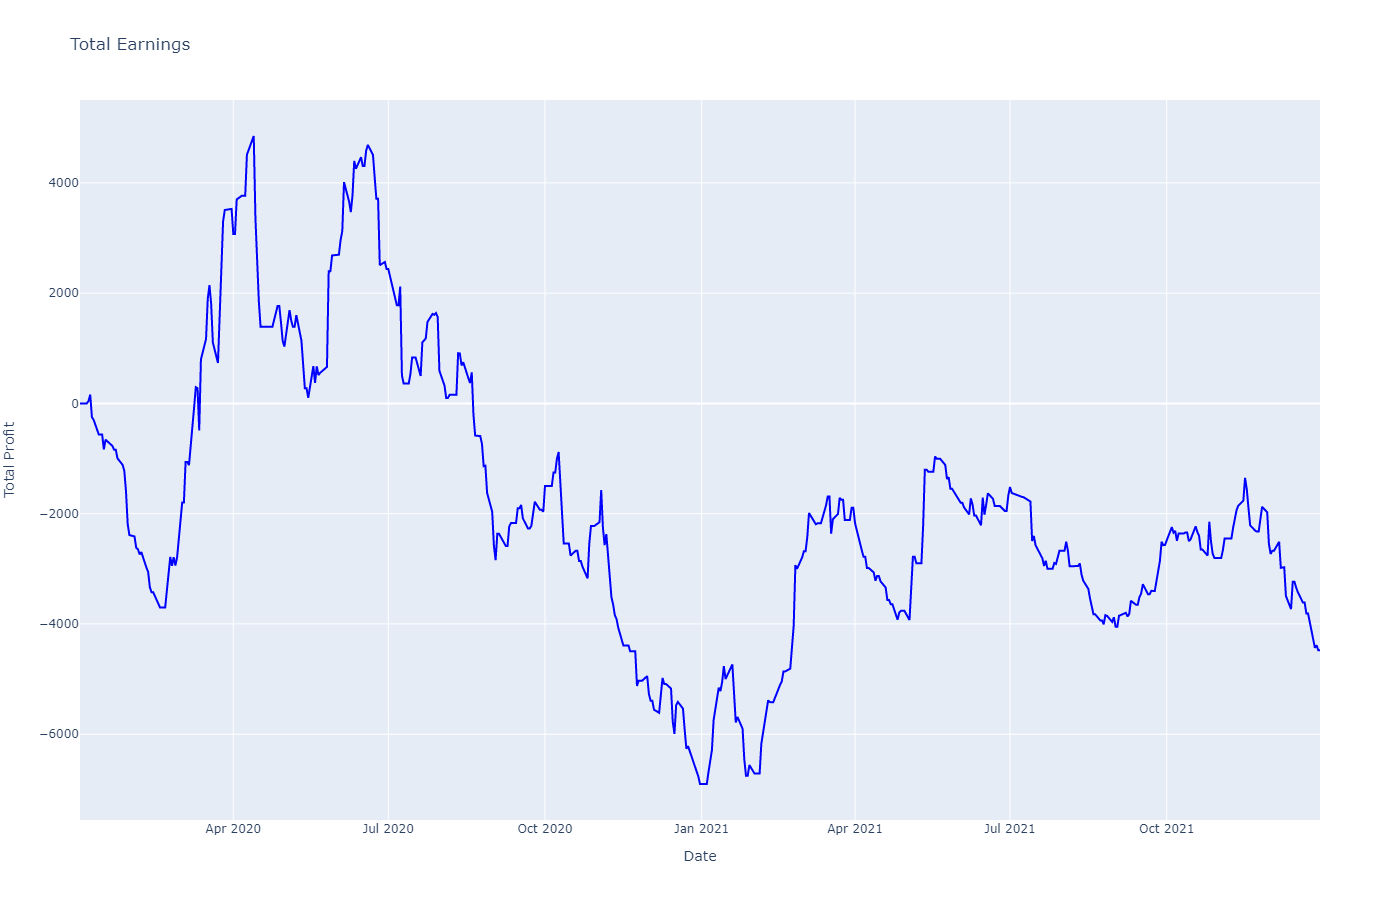 Total Earnings
Total Profit
4000
2000
0
−2000
−4000
−6000
Apr 2020
Jul 2020
Oct 2020
Jan 2021
Apr 2021
Jul 2021
Oct 2021
Date